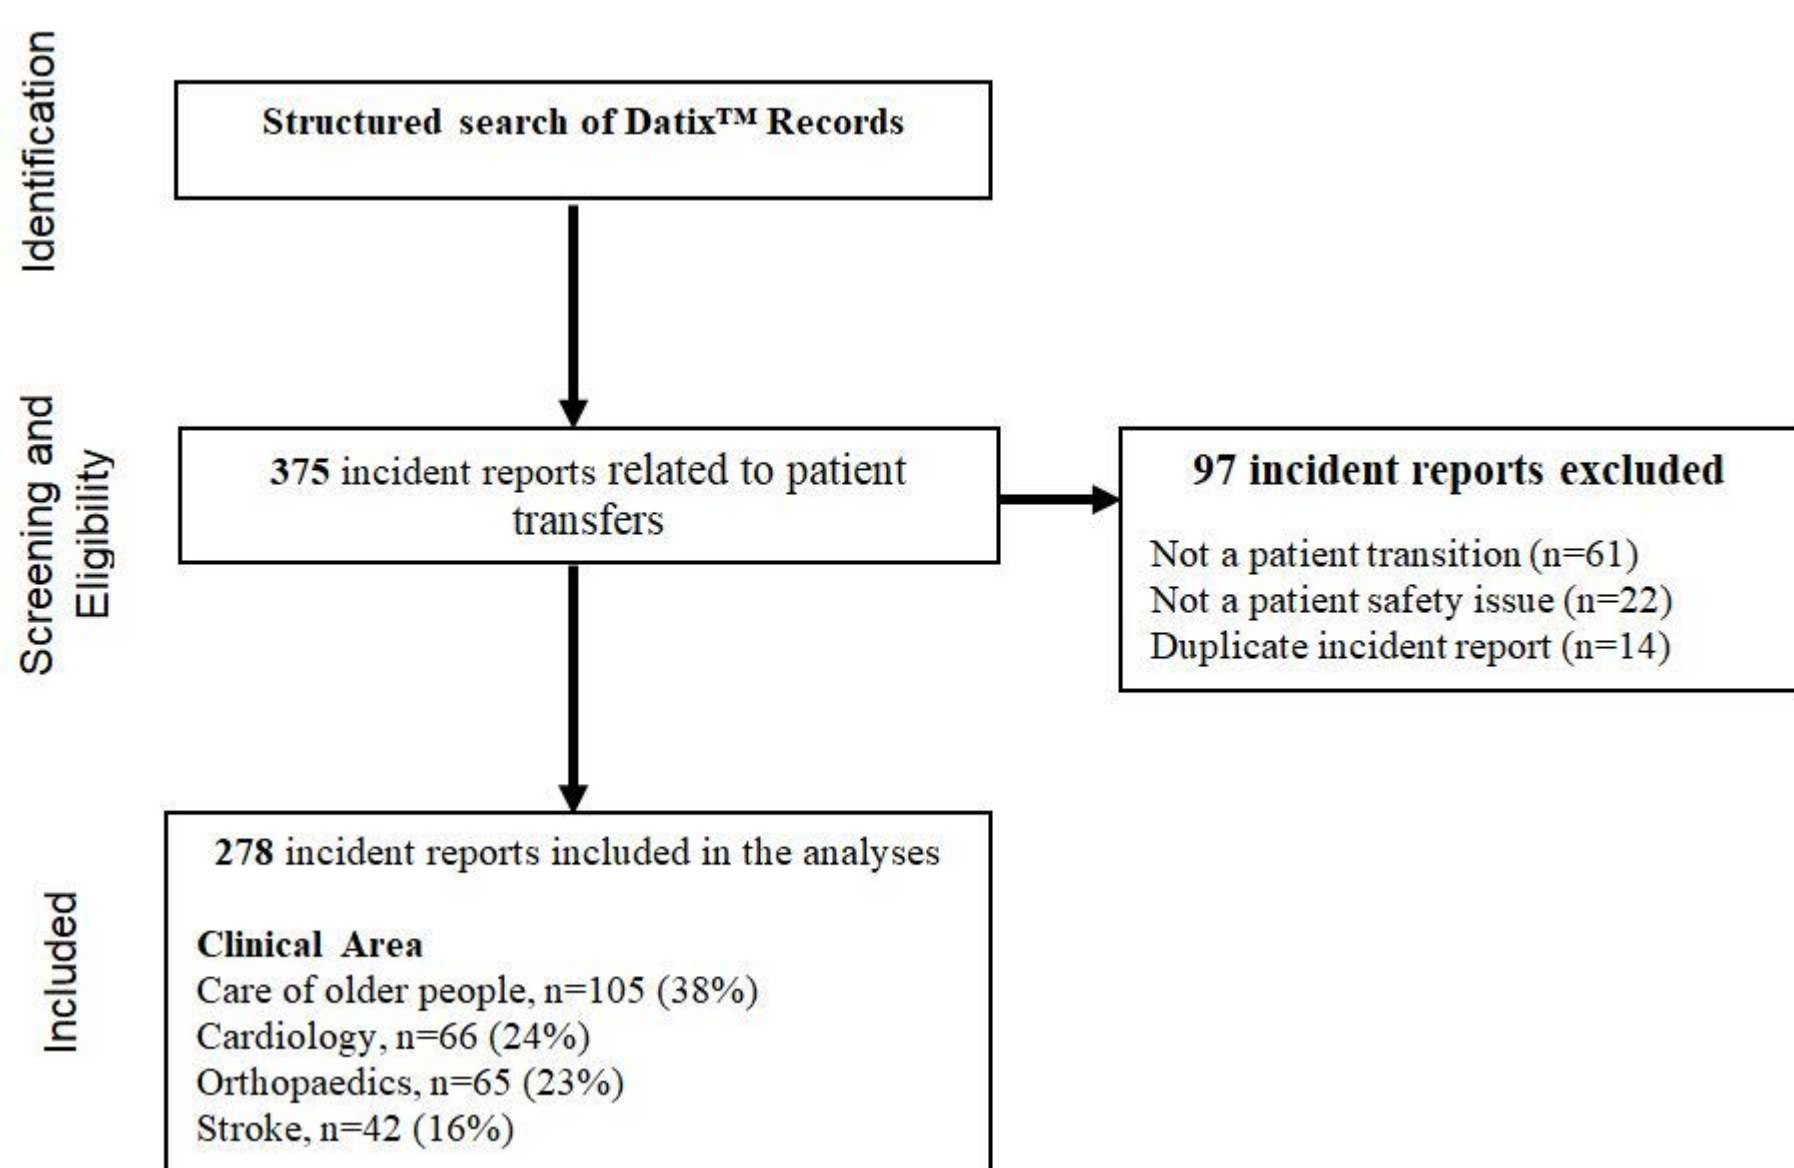 Identification
Structured search of Datix™ Records
Screening and
Eligibility
375 incident reports related to patient
transfers
97 incident reports excluded
Not a patient transition (n=61)
Not a patient safety issue (n=22)
Duplicate incident report (n=14)
Included
278 incident reports included in the analyses
Clinical Area
Care of older people, n=105 (38%)
Cardiology, n=66 (24%)
Orthopaedics, n=65 (23%)
Stroke, n=42 (16%)